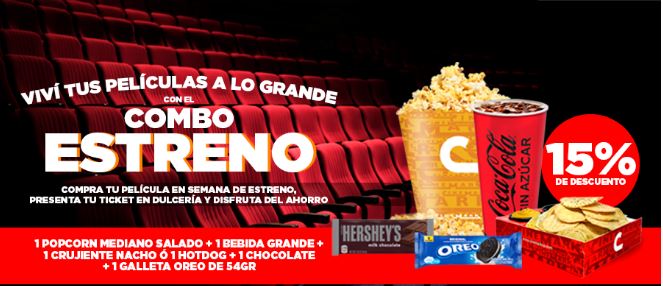 VIVÍ TUS PELÍCULAS A LO GRANDE
CON EL
COMBO
ESTRENO
COMPRA TU PELÍCULA EN SEMANA DE ESTRENO,
PRESENTA TU TICKET EN DULCERÍA Y DISFRUTA DEL AHORRO
1 POPCORN MEDIANO SALADO + 1 BEBIDA GRANDE +
1 CRUJIENTE NACHO Ó 1 HOTDOG + 1 CHOCOLATE
+ 1 GALLETA OREO DE 54GR
C
Coca-Cola
SIN AZÚCAR
15%
DE DESCUENTO
HERSHEY'S
milk chocolate
OREO
C